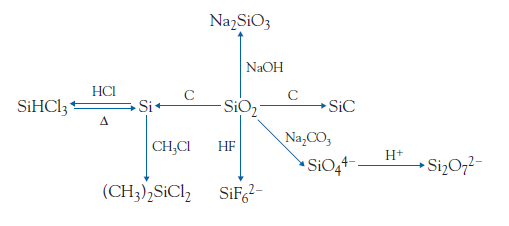 Na₂SiO₃
NaOH
HCl C C
SiHCl₃ Si SiO₂ SiC
Δ
CH₃Cl HF Na₂CO₃
SiO₄⁴⁻ H⁺ Si₂O₇²⁻
(CH₃)₂SiCl₂ SiF₆²⁻